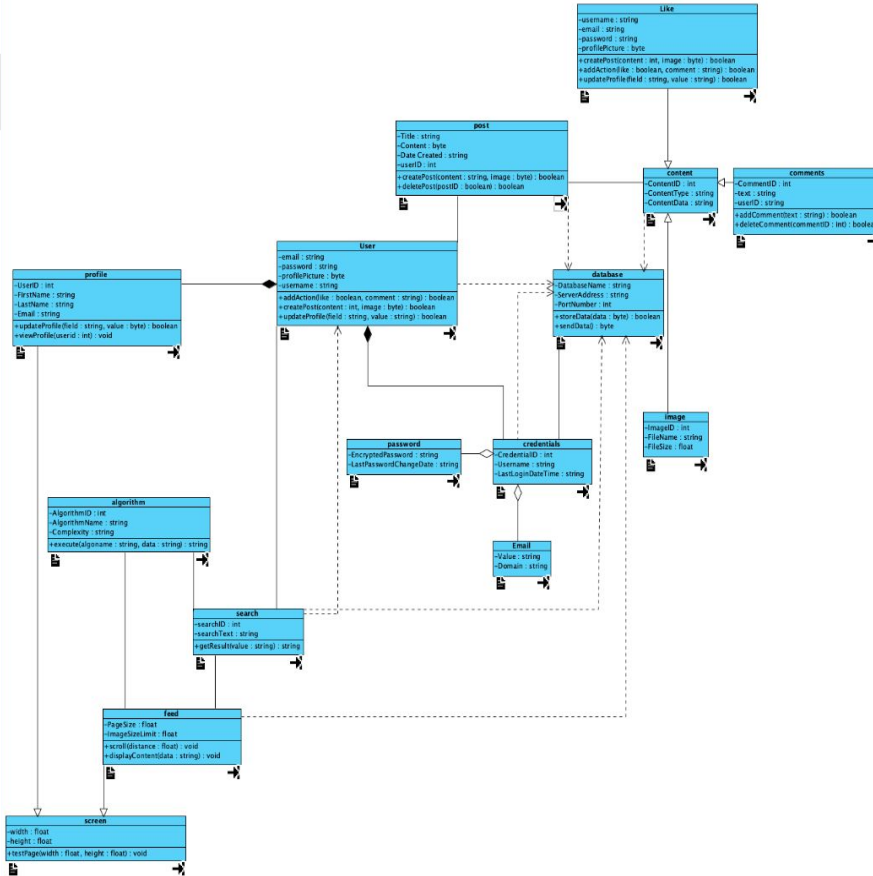 Like
-username : string
-email : string
-password : string
-profilePicture : byte
+createPost(content : int, image : byte) : boolean
+addAction(like : boolean, comment : string) : boolean
+updateProfile(field : string, value : string) : boolean
post
-Title : string
-Content : byte
-Date Created : string
-userID : int
+createPost(content : string, image : byte) : boolean
+deletePost(postID : boolean) : boolean
content
-ContentID : int
-ContentType : string
-ContentData : string
comments
-CommentID : int
-text : string
-userID : string
+addComment(text : string) : boolean
+deleteComment(commentID : int) : boolea
User
-email : string
-password : string
-profilePicture : byte
-username : string
+addAction(like : boolean, comment : string) : boolean
+createPost(content : int, image : byte) : boolean
+updateProfile(field : string, value : string) : boolean
profile
-UserID : int
-FirstName : string
-LastName : string
-Email : string
+updateProfile(field : string, value : byte) : boolean
+viewProfile(userid : int) : void
database
-DatabaseName : string
-ServerAddress : string
-PortNumber : int
+storeData(data : byte) : boolean
+sendData() : byte
image
-ImageID : int
-FileName : string
-FileSize : float
password
-EncryptedPassword : string
-LastPasswordChangeDate : string
credentials
-CredentialID : int
-Username : string
-LastLoginDateTime : string
algorithm
-AlgorithmID : int
-AlgorithmName : string
-Complexity : string
+execute(algoname : string, data : string) : string
Email
-Value : string
-Domain : string
search
-searchID : int
-searchText : string
+getResult(value : string) : string
feed
-PageSize : float
-ImageSizeLimit : float
+scroll(distance : float) : void
+displayContent(data : string) : void
screen
-width : float
-height : float
+testPage(width : float, height : float) : void